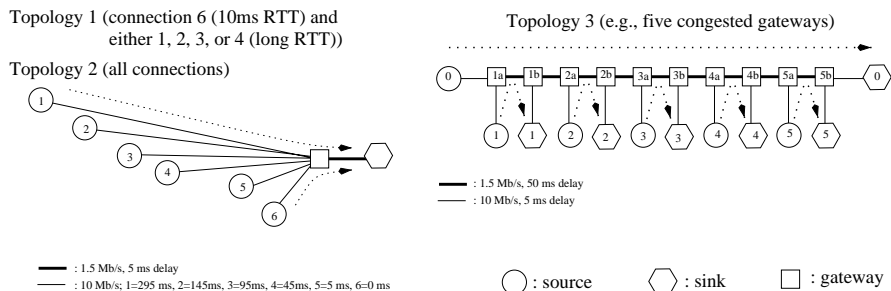 Topology 1 (connection 6 (10ms RTT) and
either 1, 2, 3, or 4 (long RTT))
Topology 2 (all connections)
1
2
3
4
5
6
: 1.5 Mb/s, 5 ms delay
: 10 Mb/s; 1=295 ms, 2=145ms, 3=95ms, 4=45ms, 5=5 ms, 6=0 ms
Topology 3 (e.g., five congested gateways)
0 1a 1b 2a 2b 3a 3b 4a 4b 5a 5b 0
1 1 2 2 3 3 4 4 5 5
: 1.5 Mb/s, 50 ms delay
: 10 Mb/s, 5 ms delay
: source : sink : gateway